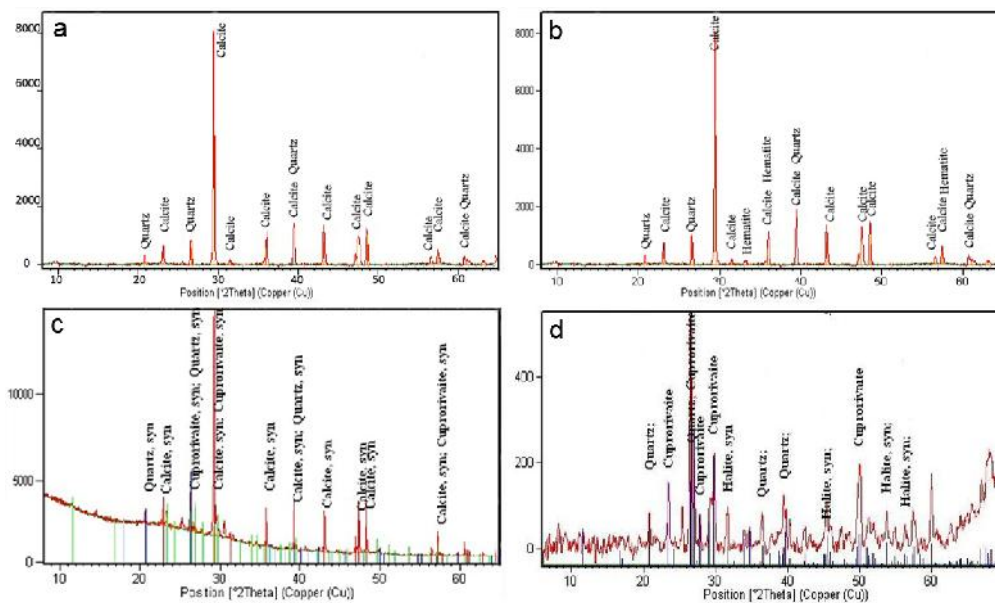 a
8000
6000
4000
2000
0
Quartz
Calcite
Quartz
Calcite
Calcite
Calcite
Calcite Quartz
Calcite
Calcite
Calcite
Calcite
Calcite
Calcite Quartz
10 20 30 40 50 60
Position [°2Theta] (Copper (Cu))
b
8000
6000
4000
2000
0
Quartz
Calcite
Quartz
Calcite
Calcite
Hematite
Calcite Hematite
Calcite Quartz
Calcite
Calcite
Calcite
Calcite
Calcite Hematite
Calcite Quartz
10 20 30 40 50 60
Position [°2Theta] (Copper (Cu))
c
10000
5000
0
Quartz, syn
Calcite, syn
Cuprorivaite, syn; Quartz, syn
Calcite, syn; Cuprorivaite, syn
Calcite, syn
Calcite, syn; Quartz, syn
Calcite, syn
Calcite, syn
Calcite, syn
Calcite, syn; Cuprorivaite, syn
10 20 30 40 50 60
Position [°2Theta] (Copper (Cu))
d
400
200
0
Quartz;
Cuprorivaite
Quartz; Cuprorivaite
Cuprorivaite
Cuprorivaite
Halite, syn
Quartz;
Quartz;
Halite, syn;
Cuprorivaite
Halite, syn;
Halite, syn;
10 20 30 40 50 60
Position [°2Theta] (Copper (Cu))